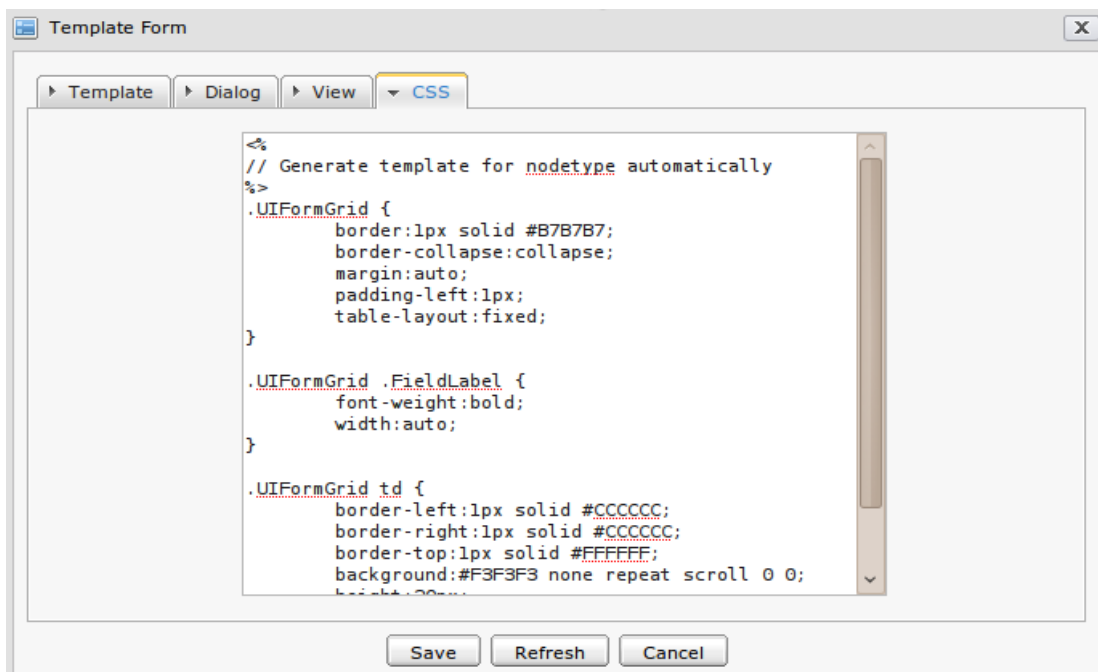 Template Form
X
Template
Dialog
View
CSS
<%
// Generate template for nodetype automatically
%>
.UIFormGrid {
border:1px solid #B7B7B7;
border-collapse:collapse;
margin:auto;
padding-left:1px;
table-layout:fixed;
}
.UIFormGrid .FieldLabel {
font-weight:bold;
width:auto;
}
.UIFormGrid td {
border-left:1px solid #CCCCCC;
border-right:1px solid #CCCCCC;
border-top:1px solid #FFFFFF;
background:#F3F3F3 none repeat scroll 0 0;
Save
Refresh
Cancel